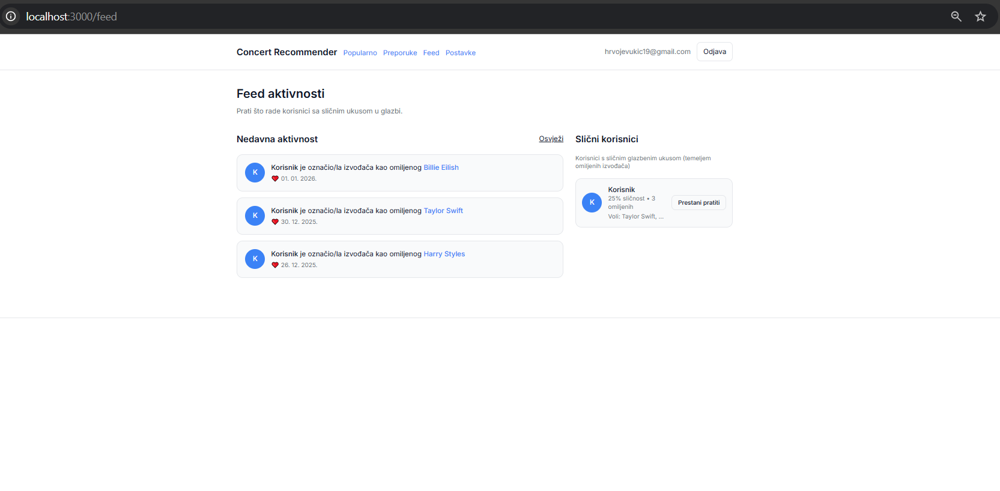 localhost:3000/feed
Concert Recommender Popularno Preporuke Feed Postavke hrvojevukic19@gmail.com Odjava
Feed aktivnosti
Prati što rade korisnici sa sličnim ukusom u glazbi.
Nedavna aktivnost Osvježi
K
Korisnik je označio/la izvođača kao omiljenog Billie Eilish
01. 01. 2026.
K
Korisnik je označio/la izvođača kao omiljenog Taylor Swift
30. 12. 2025.
K
Korisnik je označio/la izvođača kao omiljenog Harry Styles
26. 12. 2025.
Slični korisnici
Korisnici s sličnim glazbenim ukusom (temeljem
omiljenih izvođača)
K
Korisnik
25% sličnost • 3
omiljenih
Voli: Taylor Swift, ...
Prestani pratiti